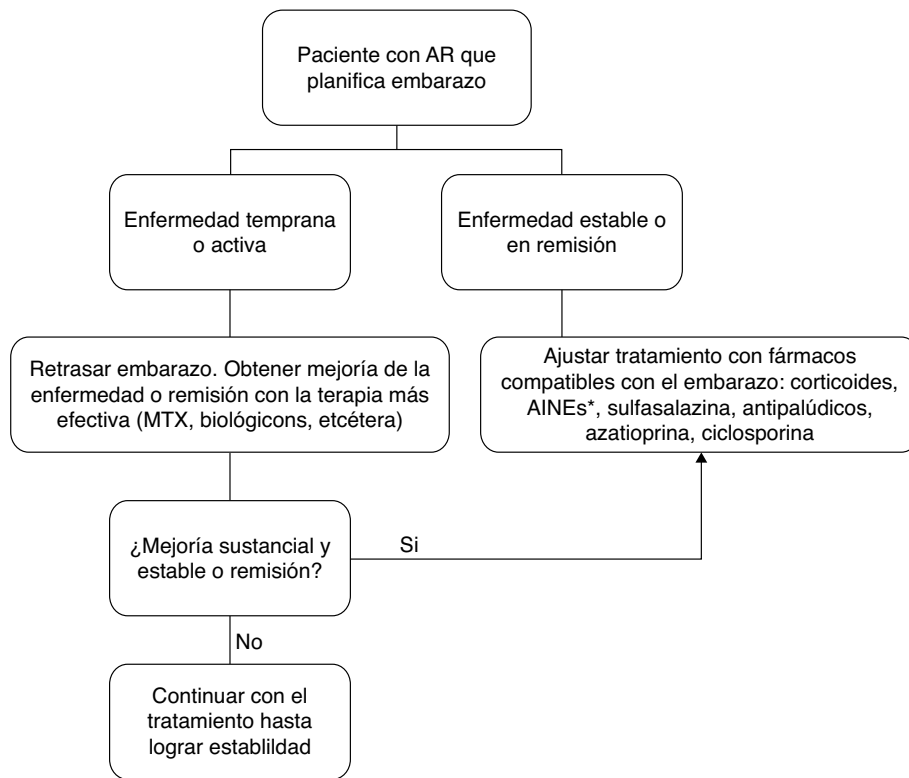 Paciente con AR que
planifica embarazo
Enfermedad temprana
o activa
Enfermedad estable o
en remisión
Retrasar embarazo. Obtener mejoría de la
enfermedad o remisión con la terapia más
efectiva (MTX, biológicons, etcétera)
Ajustar tratamiento con fármacos
compatibles con el embarazo: corticoides,
AINEs*, sulfasalazina, antipalúdicos,
azatioprina, ciclosporina
¿Mejoría sustancial y
estable o remisión?
Si
No
Continuar con el
tratamiento hasta
lograr establildad